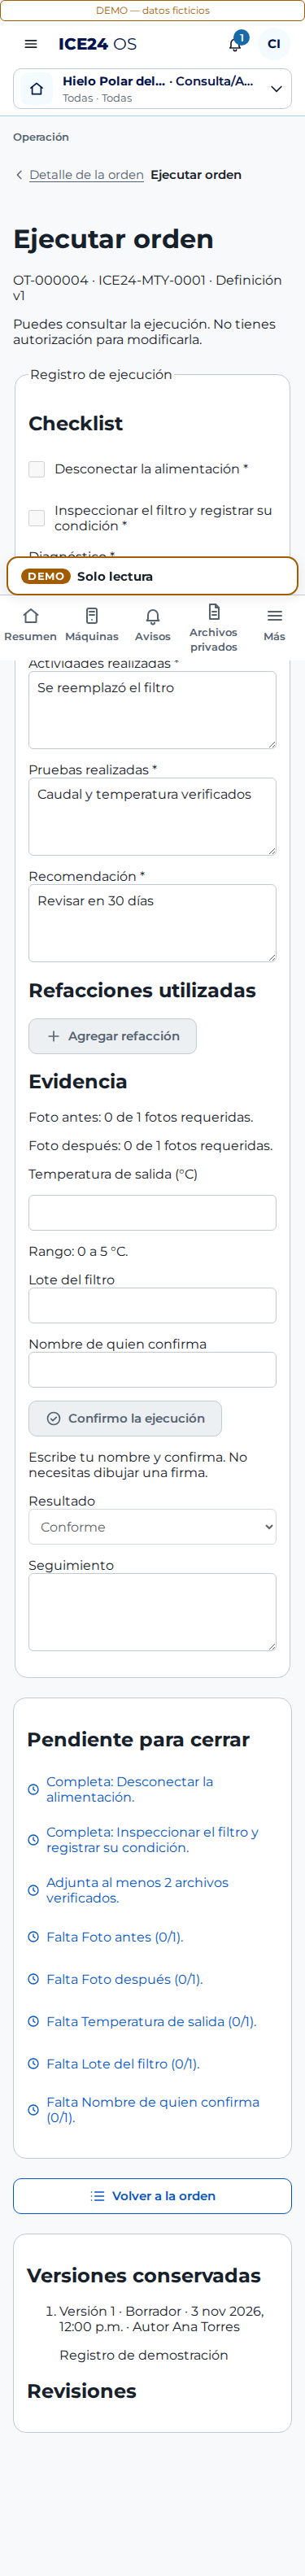 DEMO — datos ficticios
ICE24 OS
1
CI
Hielo Polar del… · Consulta/A…
Todas - Todas
Operación
Detalle de la orden Ejecutar orden
Ejecutar orden
OT-000004 · ICE24-MTY-0001 · Definición
v1
Puedes consultar la ejecución. No tienes
autorización para modificarla.
Registro de ejecución
Checklist
Desconectar la alimentación *
Inspeccionar el filtro y registrar su
condición *
Diagnóstico *
DEMO Solo lectura
Resumen
Máquinas
Avisos
Archivos
privados
Más
Actividades realizadas *
Se reemplazó el filtro
Pruebas realizadas *
Caudal y temperatura verificados
Recomendación *
Revisar en 30 días
Refacciones utilizadas
Agregar refacción
Evidencia
Foto antes: 0 de 1 fotos requeridas.
Foto después: 0 de 1 fotos requeridas.
Temperatura de salida (°C)
Rango: 0 a 5 °C.
Lote del filtro
Nombre de quien confirma
Confirmo la ejecución
Escribe tu nombre y confirma. No
necesitas dibujar una firma.
Resultado
Conforme
Seguimiento
Pendiente para cerrar
Completa: Desconectar la
alimentación.
Completa: Inspeccionar el filtro y
registrar su condición.
Adjunta al menos 2 archivos
verificados.
Falta Foto antes (0/1).
Falta Foto después (0/1).
Falta Temperatura de salida (0/1).
Falta Lote del filtro (0/1).
Falta Nombre de quien confirma
(0/1).
Volver a la orden
Versiones conservadas
1. Versión 1 · Borrador · 3 nov 2026,
12:00 p.m. · Autor Ana Torres
Registro de demostración
Revisiones